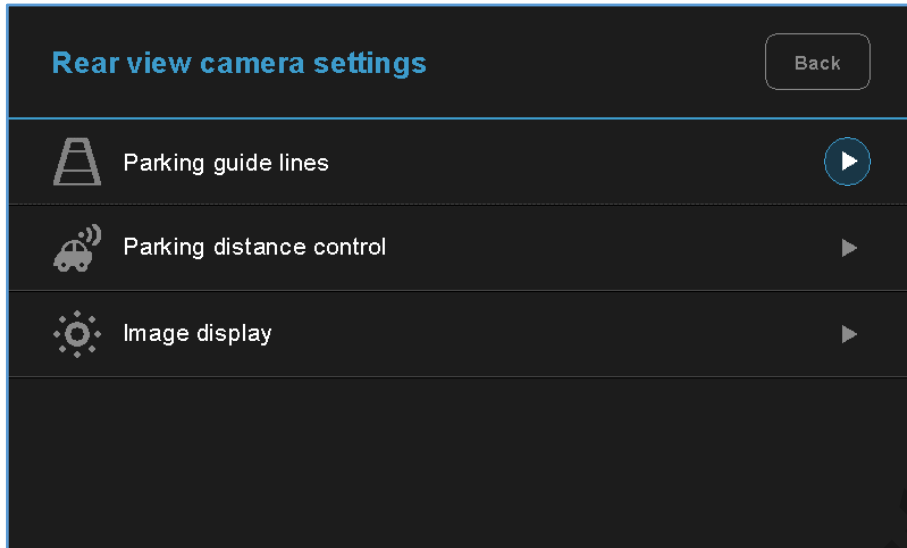 Rear view camera settings
Back
Parking guide lines
Parking distance control
Image display